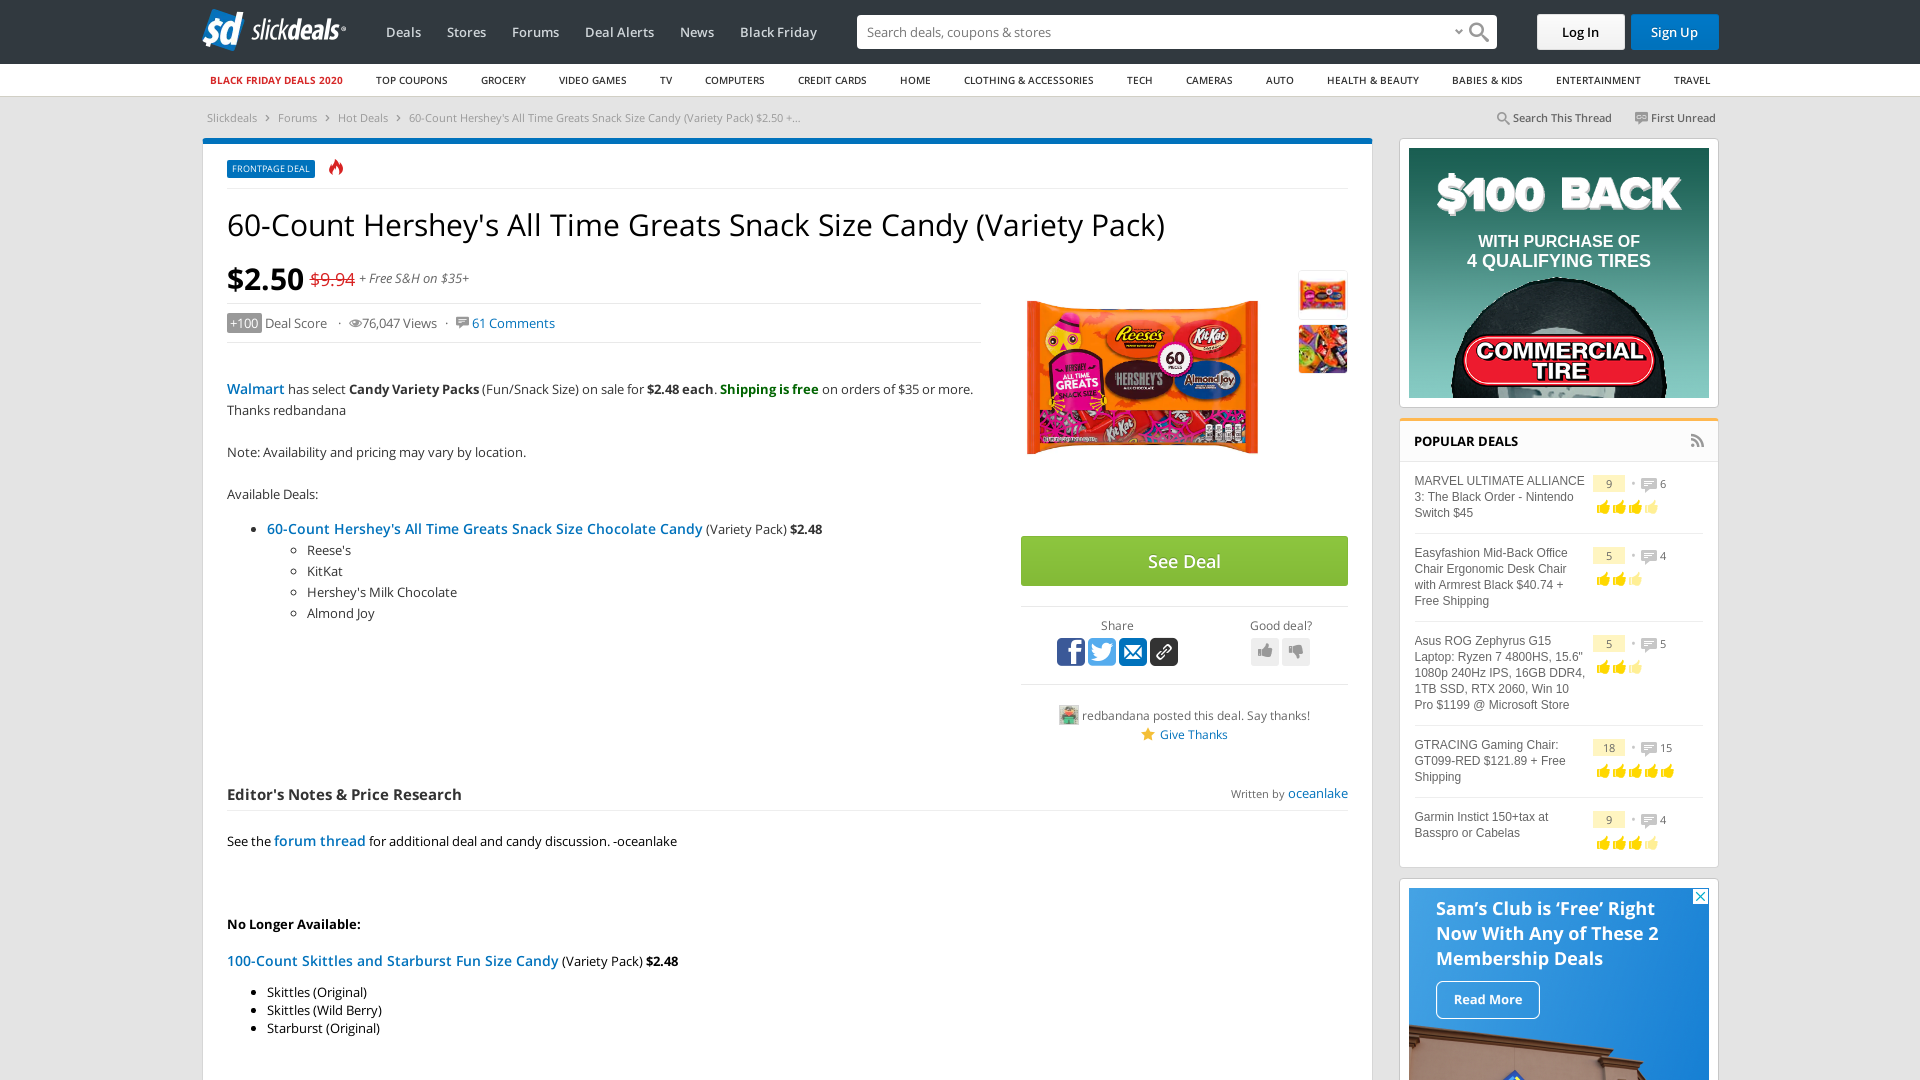 sd slickdeals
Deals
Stores
Forums
Deal Alerts
News
Black Friday
Search deals, coupons & stores
Log In
Sign Up
BLACK FRIDAY DEALS 2020
TOP COUPONS
GROCERY
VIDEO GAMES
TV
COMPUTERS
CREDIT CARDS
HOME
CLOTHING & ACCESSORIES
TECH
CAMERAS
AUTO
HEALTH & BEAUTY
BABIES & KIDS
ENTERTAINMENT
TRAVEL
Slickdeals › Forums › Hot Deals › 60-Count Hershey's All Time Greats Snack Size Candy (Variety Pack) $2.50 +...
Search This Thread
First Unread
FRONTPAGE DEAL
60-Count Hershey's All Time Greats Snack Size Candy (Variety Pack)
$2.50 $9.94 + Free S&H on $35+
+100 Deal Score · 76,047 Views · 61 Comments
Walmart has select Candy Variety Packs (Fun/Snack Size) on sale for $2.48 each. Shipping is free on orders of $35 or more.
Thanks redbandana
Note: Availability and pricing may vary by location.
Available Deals:
60-Count Hershey's All Time Greats Snack Size Chocolate Candy (Variety Pack) $2.48
Reese's
KitKat
Hershey's Milk Chocolate
Almond Joy
Reese's
KitKat
60
HERSHEY'S
Almond Joy
ALL TIME
GREATS
SNACK SIZE
KitKat
See Deal
Share
Good deal?
redbandana posted this deal. Say thanks!
Give Thanks
Editor's Notes & Price Research
Written by oceanlake
See the forum thread for additional deal and candy discussion. -oceanlake
No Longer Available:
100-Count Skittles and Starburst Fun Size Candy (Variety Pack) $2.48
Skittles (Original)
Skittles (Wild Berry)
Starburst (Original)
$100 BACK
WITH PURCHASE OF
4 QUALIFYING TIRES
COMMERCIAL
TIRE
POPULAR DEALS
MARVEL ULTIMATE ALLIANCE
3: The Black Order - Nintendo
Switch $45
9 • 6
Easyfashion Mid-Back Office
Chair Ergonomic Desk Chair
with Armrest Black $40.74 +
Free Shipping
5 • 4
Asus ROG Zephyrus G15
Laptop: Ryzen 7 4800HS, 15.6"
1080p 240Hz IPS, 16GB DDR4,
1TB SSD, RTX 2060, Win 10
Pro $1199 @ Microsoft Store
5 • 5
GTRACING Gaming Chair:
GT099-RED $121.89 + Free
Shipping
18 • 15
Garmin Instict 150+tax at
Basspro or Cabelas
9 • 4
Sam's Club is 'Free' Right
Now With Any of These 2
Membership Deals
Read More